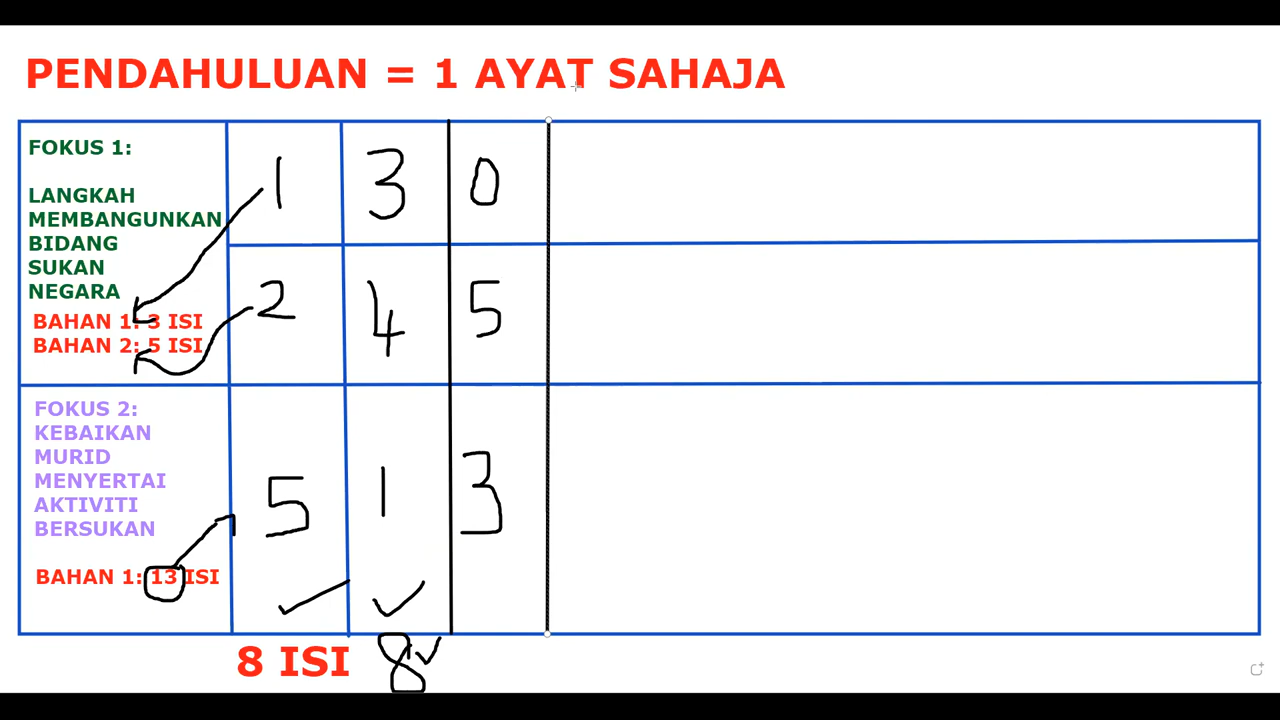 PENDAHULUAN = 1 AYAT SAHAJA
FOKUS 1:
LANGKAH
MEMBANGUNKAN
BIDANG
SUKAN
NEGARA
BAHAN 1: 3 ISI
BAHAN 2: 5 ISI
1 3 0
2 4 5
FOKUS 2:
KEBAIKAN
MURID
MENYERTAI
AKTIVITI
BERSUKAN
BAHAN 1: 13 ISI
5 1 3
8 ISI 8